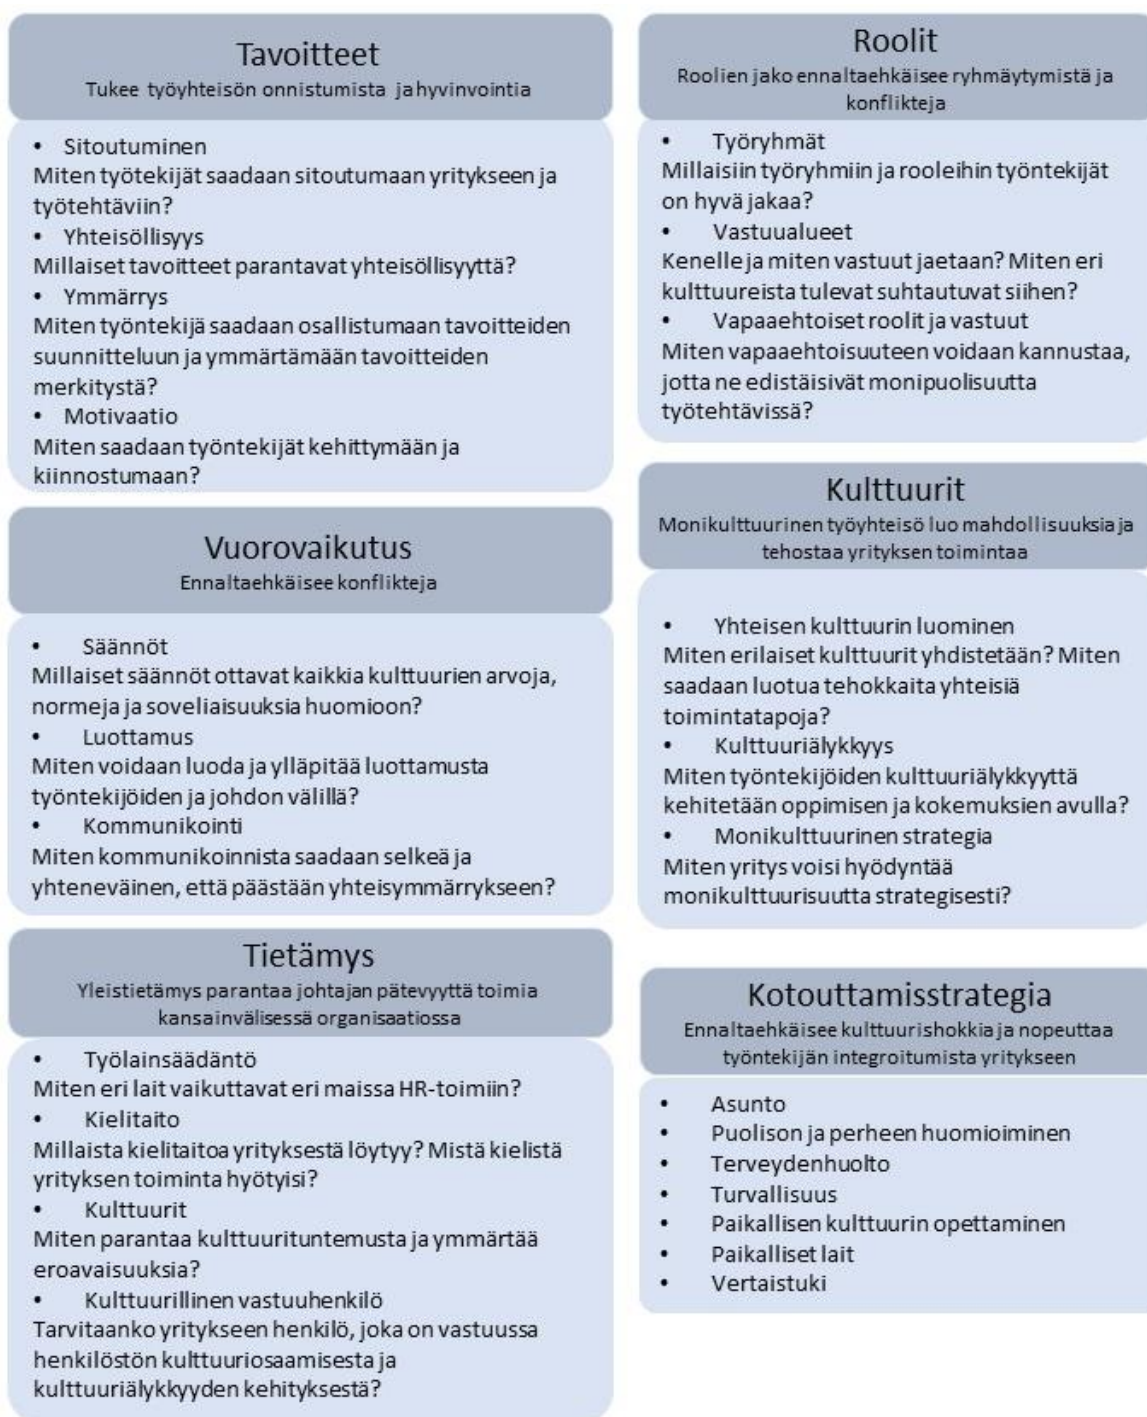 Tavoitteet
Tukee työyhteisön onnistumista ja hyvinvointia
• Sitoutuminen
Miten työtekijät saadaan sitoutumaan yritykseen ja
työtehtäviin?
• Yhteisöllisyys
Millaiset tavoitteet parantavat yhteisöllisyyttä?
• Ymmärrys
Miten työntekijä saadaan osallistumaan tavoitteiden
suunnitteluun ja ymmärtämään tavoitteiden
merkitystä?
• Motivaatio
Miten saadaan työntekijät kehittymään ja
kiinnostumaan?
Vuorovaikutus
Ennaltaehkäisee konflikteja
• Säännöt
Millaiset säännöt ottavat kaikkia kulttuurien arvoja,
normeja ja soveliaisuuksia huomioon?
• Luottamus
Miten voidaan luoda ja ylläpitää luottamusta
työntekijöiden ja johdon välillä?
• Kommunikointi
Miten kommunikoinnista saadaan selkeä ja
yhteneväinen, että päästään yhteisymmärrykseen?
Tietämys
Yleistietämys parantaa johtajan pätevyyttä toimia
kansainvälisessä organisaatiossa
• Työlainsäädäntö
Miten eri lait vaikuttavat eri maissa HR-toimiin?
• Kielitaito
Millaista kielitaitoa yrityksestä löytyy? Mistä kielistä
yrityksen toiminta hyötyisi?
• Kulttuurit
Miten parantaa kulttuurituntemusta ja ymmärtää
eroavaisuuksia?
• Kulttuurillinen vastuuhenkilö
Tarvitaanko yritykseen henkilö, joka on vastuussa
henkilöstön kulttuuriosaamisesta ja
kulttuuriälykkyyden kehityksestä?
Roolit
Roolien jako ennaltaehkäisee ryhmäytymistä ja
konflikteja
• Työryhmät
Millaisiin työryhmiin ja rooleihin työntekijät
on hyvä jakaa?
• Vastuualueet
Kenelle ja miten vastuut jaetaan? Miten eri
kulttuureista tulevat suhtautuvat siihen?
• Vapaaehtoiset roolit ja vastuut
Miten vapaaehtoisuuteen voidaan kannustaa,
jotta ne edistäisivät monipuolisuutta
työtehtävissä?
Kulttuurit
Monikulttuurinen työyhteisö luo mahdollisuuksia ja
tehostaa yrityksen toimintaa
• Yhteisen kulttuurin luominen
Miten erilaiset kulttuurit yhdistetään? Miten
saadaan luotua tehokkaita yhteisiä
toimintatapoja?
• Kulttuuriälykkyys
Miten työntekijöiden kulttuuriälykkyyttä
kehitetään oppimisen ja kokemuksien avulla?
• Monikulttuurinen strategia
Miten yritys voisi hyödyntää
monikulttuurisuutta strategisesti?
Kotouttamisstrategia
Ennaltaehkäisee kulttuurishokkia ja nopeuttaa
työntekijän integroitumista yritykseen
• Asunto
• Puolison ja perheen huomioiminen
• Terveydenhuolto
• Turvallisuus
• Paikallisen kulttuurin opettaminen
• Paikalliset lait
• Vertaistuki